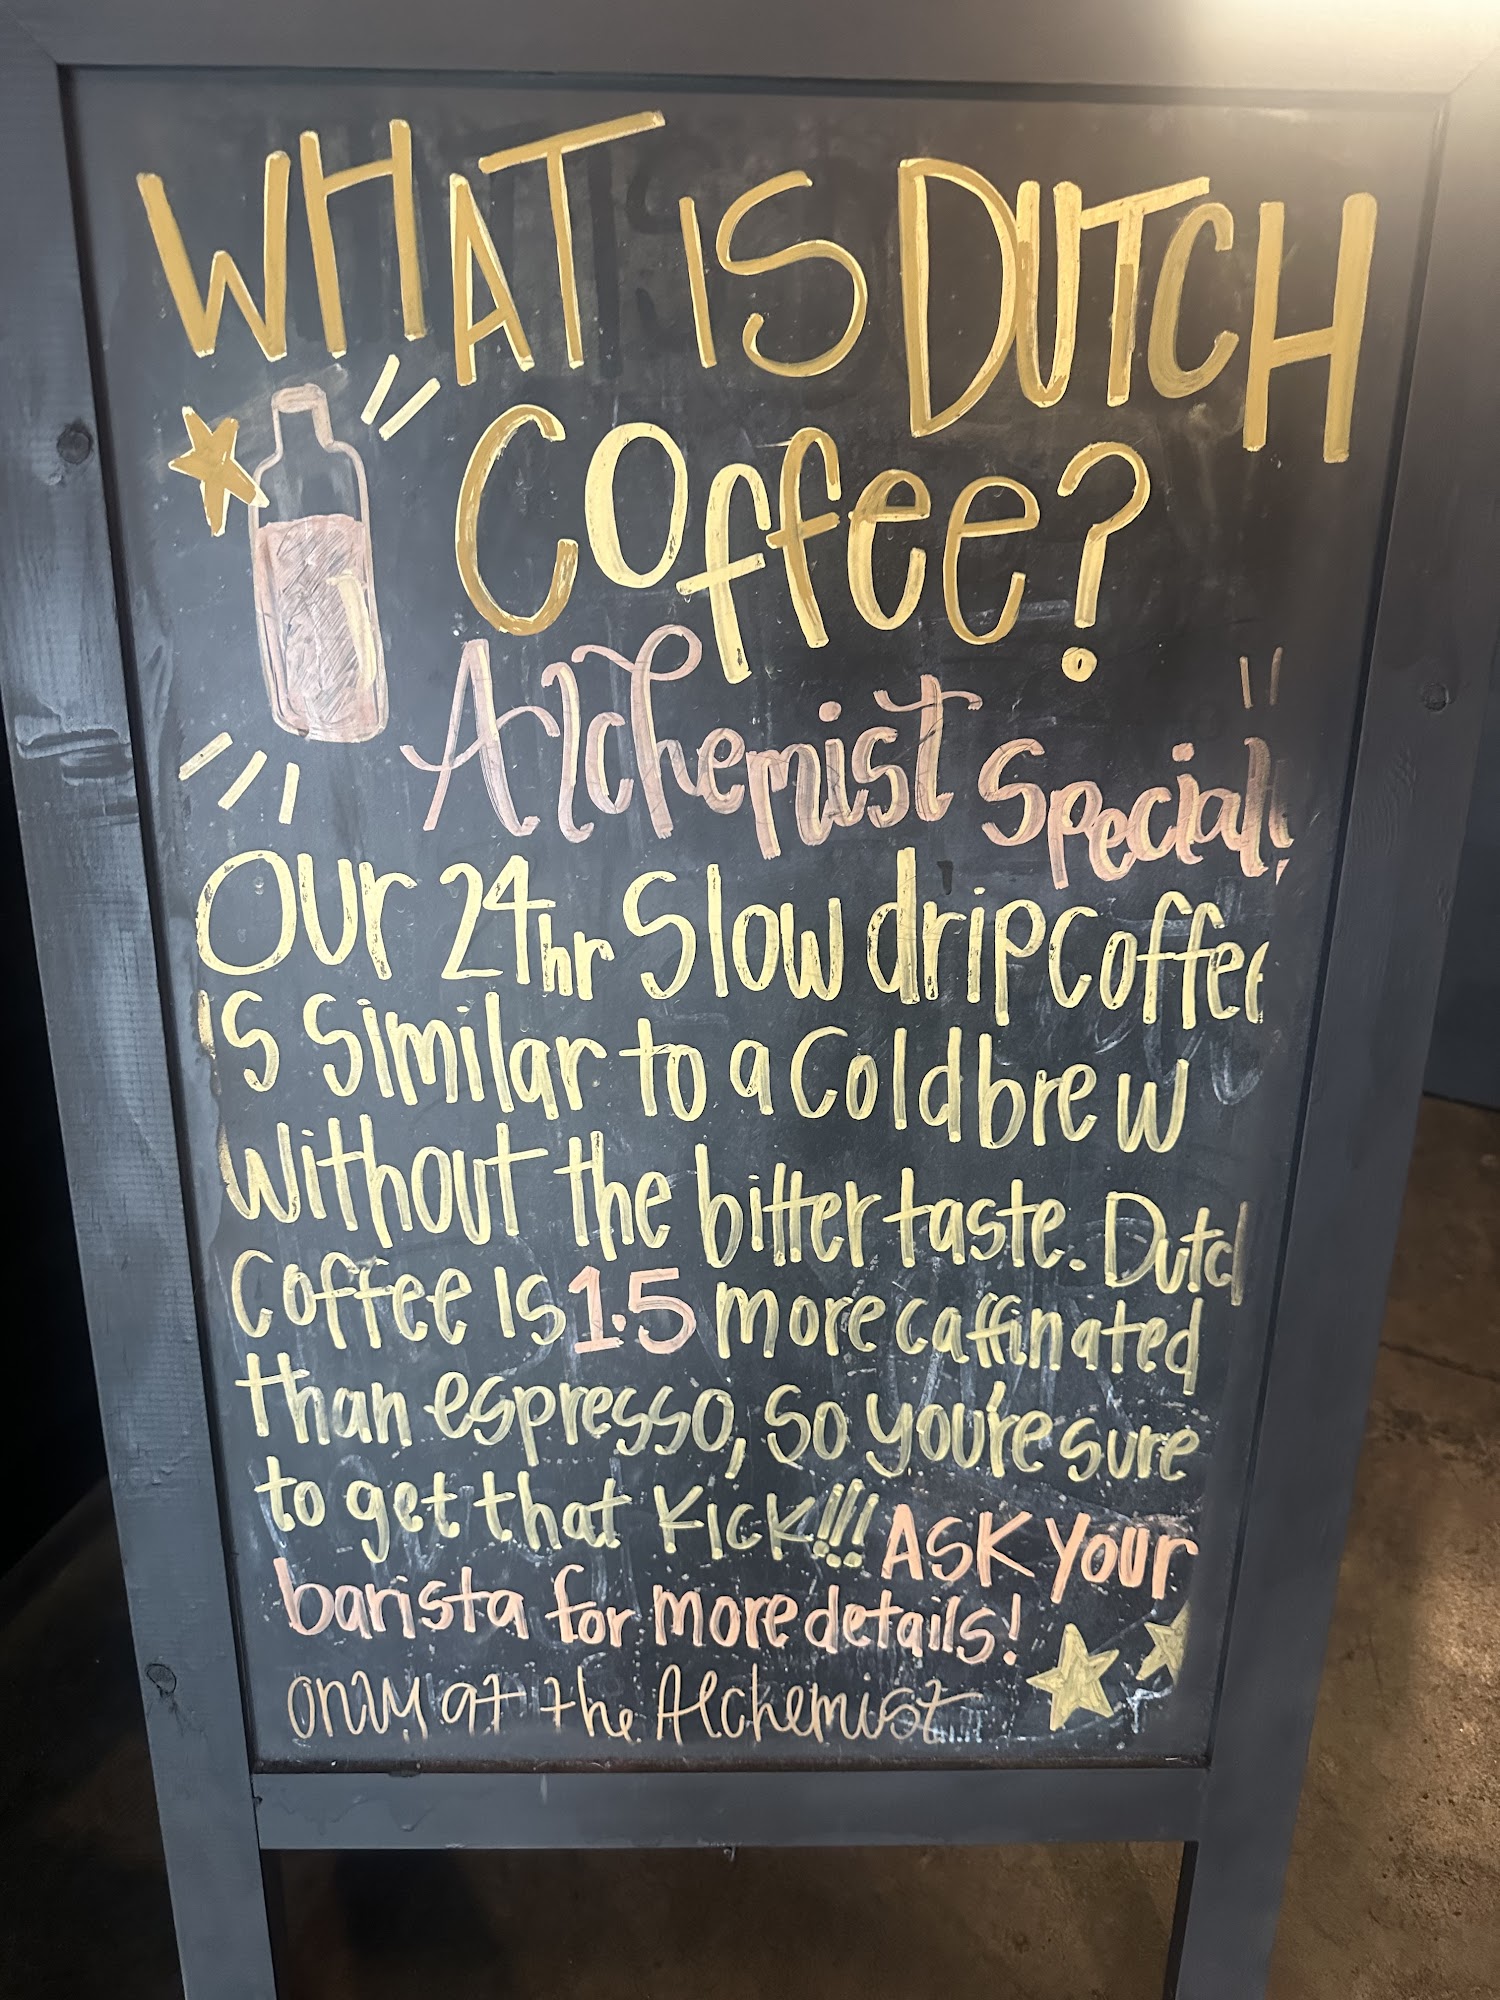 WHAT IS DUTCH
Coffee?
Alchemist Special!
Our 24hr Slow drip coffee
is similar to a Cold brew
without the bitter taste. Dutch
Coffee is 1.5 more caffinated
than espresso, so you're sure
to get that Kick!!! ASK your
barista for more details!
only at the Alchemist